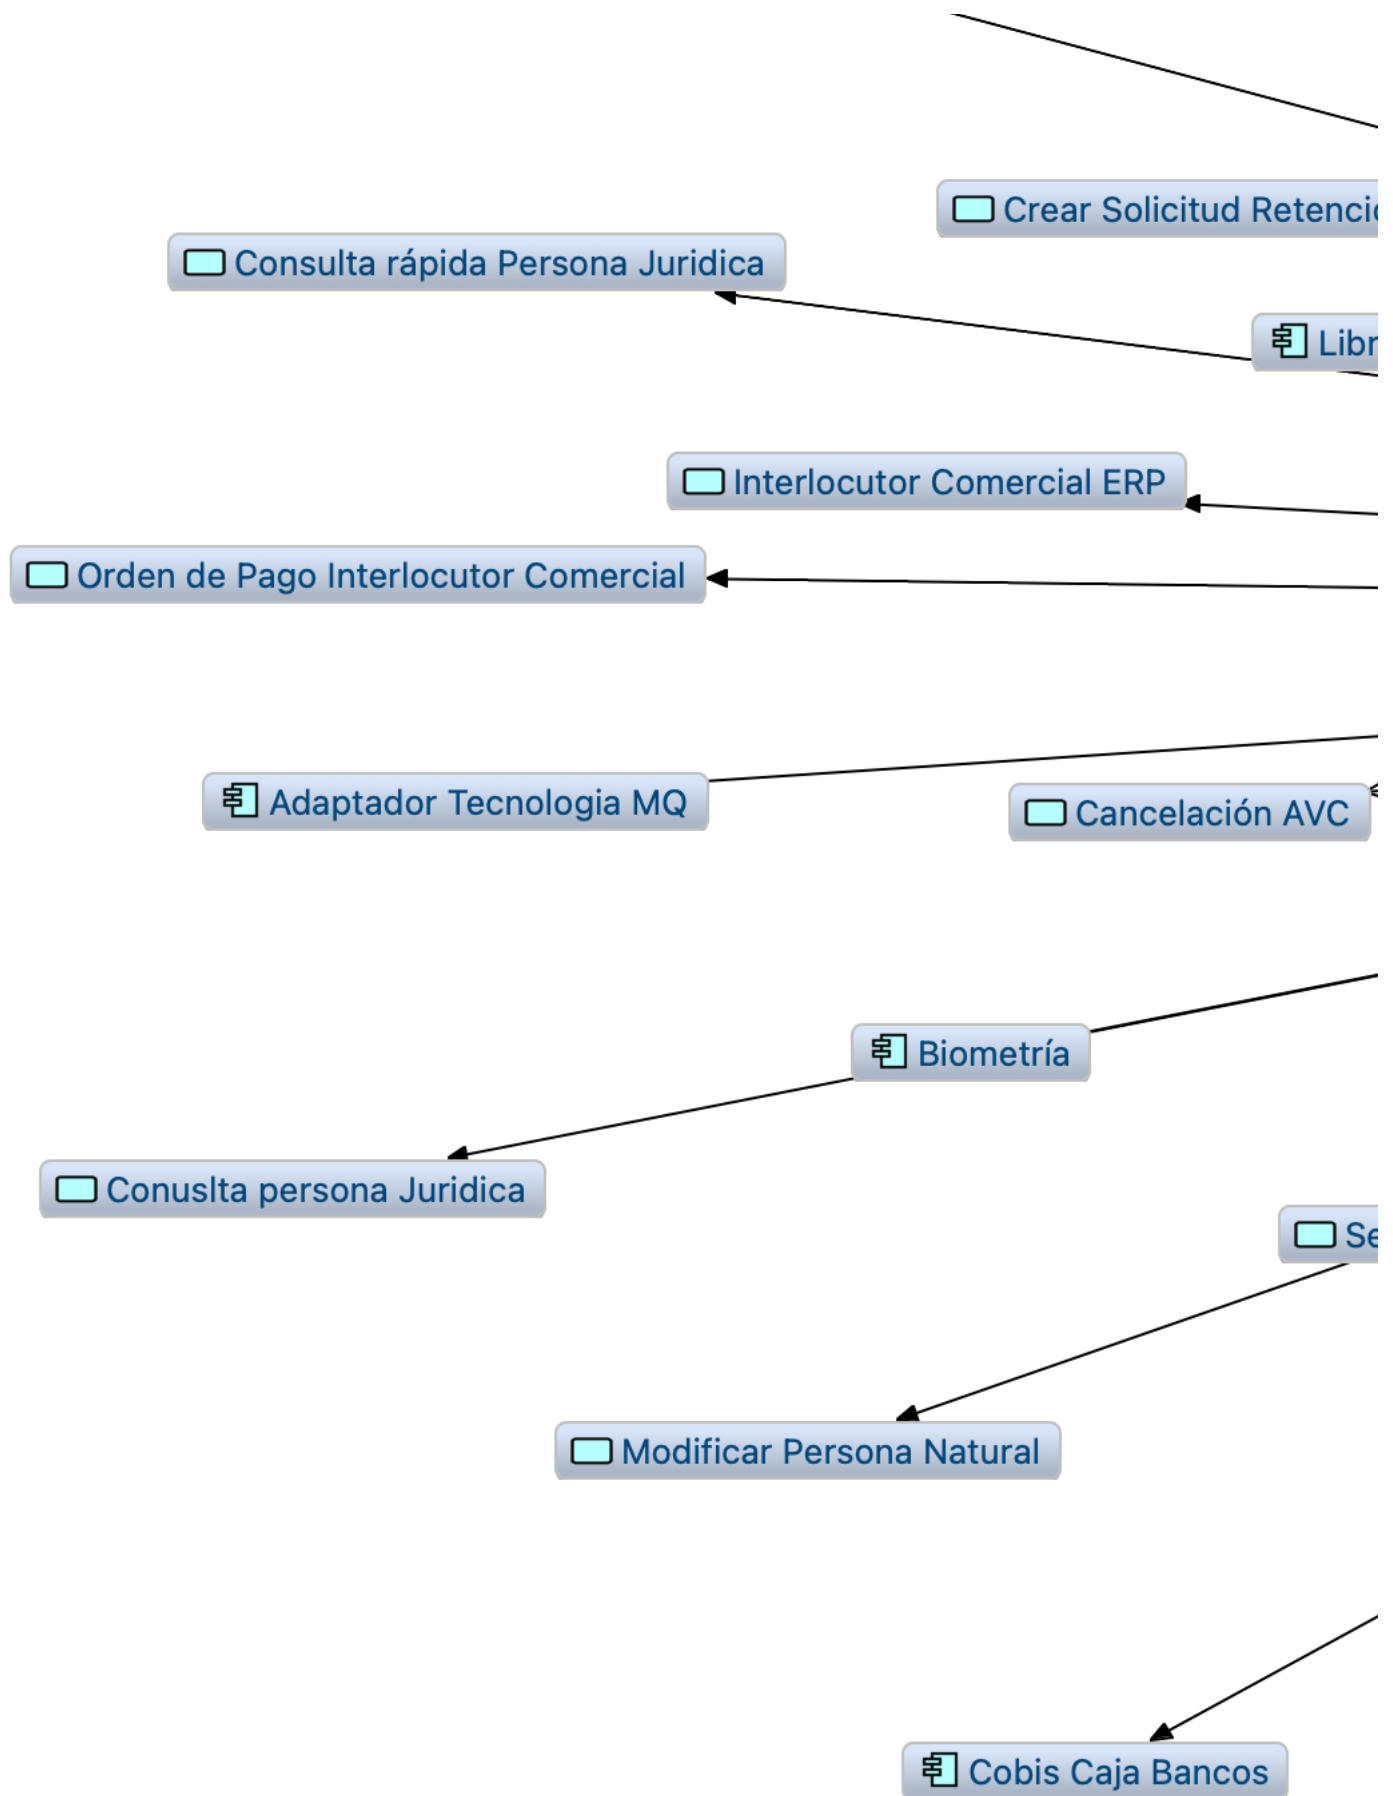 Crear Solicitud Retenci
Consulta rápida Persona Juridica
Libr
Interlocutor Comercial ERP
Orden de Pago Interlocutor Comercial
Adaptador Tecnologia MQ
Cancelación AVC
Biometría
Conuslta persona Juridica
Se
Modificar Persona Natural
Cobis Caja Bancos